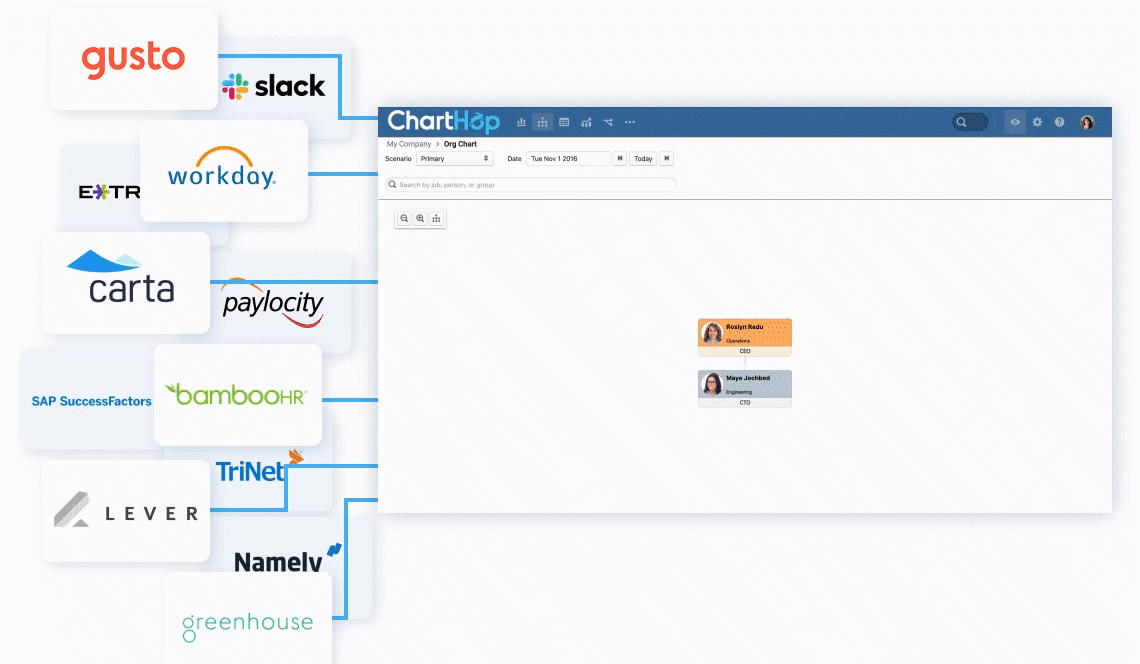 gusto
slack
workday.
EXTR
carta
paylocity
SAP SuccessFactors
bambooHR
TriNet
LEVER
Namely
greenhouse
ChartHop
My Company > Org Chart
Scenario Primary Date Tue Nov 1 2016 Today
Search by job, person, or group
Roslyn Redu
Operations
CEO
Maye Jochbed
Engineering
CTO